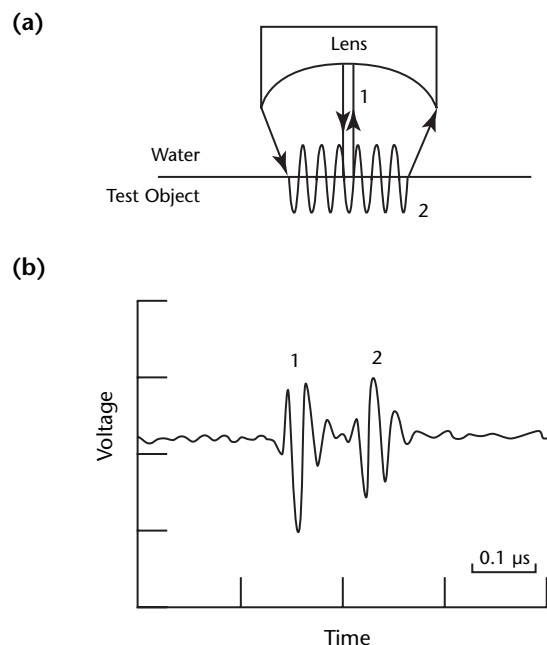 (a)
Lens
1
Water
Test Object
2
(b)
1
2
Voltage
0.1 μs
Time